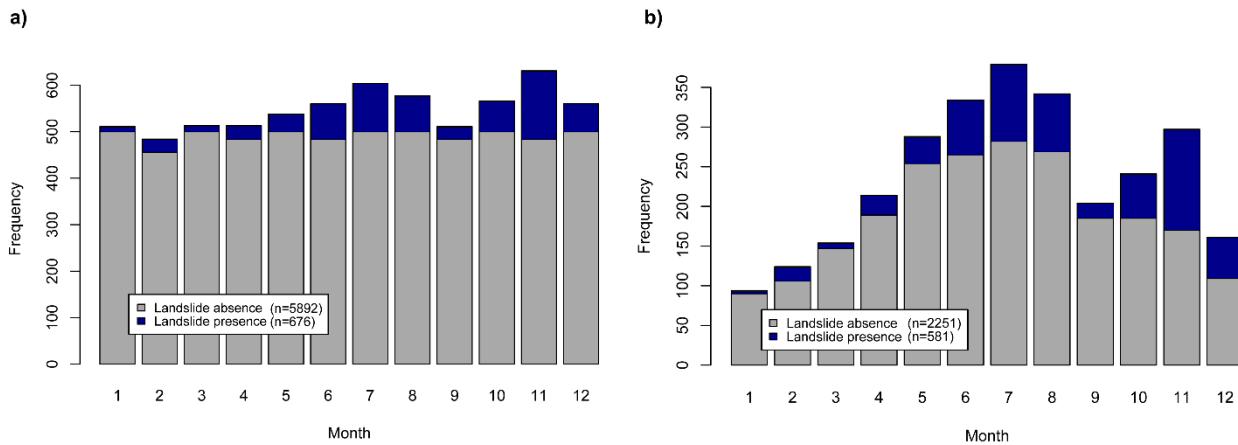 a)
Frequency
600
500
400
300
200
100
0
Landslide absence (n=5892)
Landslide presence (n=676)
1 2 3 4 5 6 7 8 9 10 11 12
Month
b)
Frequency
350
300
250
200
150
100
50
0
Landslide absence (n=2251)
Landslide presence (n=581)
1 2 3 4 5 6 7 8 9 10 11 12
Month